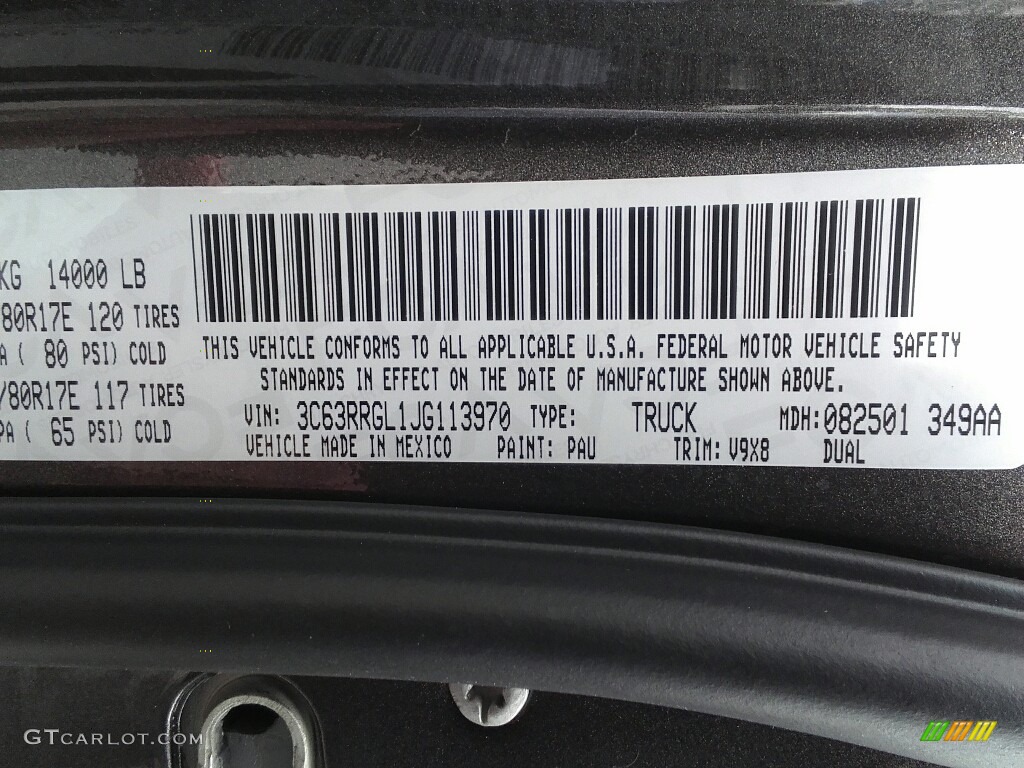 KG 14000 LB
80R17E 120 TIRES
A ( 80 PSI) COLD
/80R17E 117 TIRES
PA ( 65 PSI) COLD
THIS VEHICLE CONFORMS TO ALL APPLICABLE U.S.A. FEDERAL MOTOR VEHICLE SAFETY
STANDARDS IN EFFECT ON THE DATE OF MANUFACTURE SHOWN ABOVE.
VIN: 3C63RRGL1JG113970 TYPE: TRUCK MDH: 082501 349AA
VEHICLE MADE IN MEXICO PAINT: PAU TRIM: V9X8 DUAL
GTCARLOT.COM